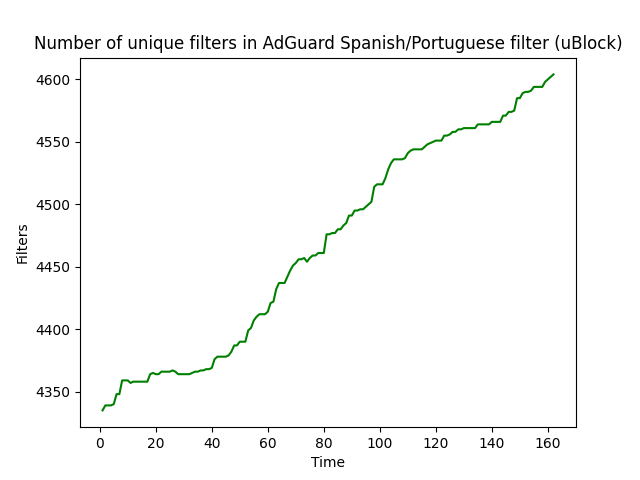 Number of unique filters in AdGuard Spanish/Portuguese filter (uBlock)
4600
4550
4500
4450
4400
4350
Filters
0 20 40 60 80 100 120 140 160
Time